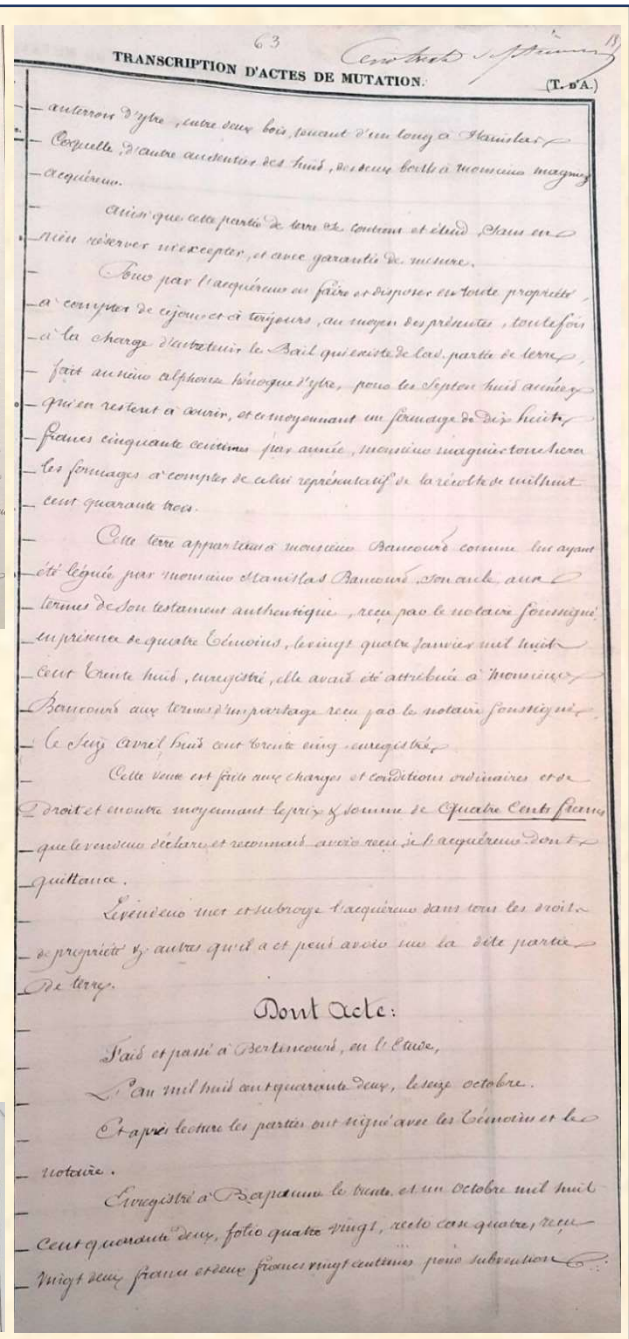 63
Cent trente septième
TRANSCRIPTION D'ACTES DE MUTATION.
(T. D'A.)
au terroir d'Ytre, entre deux bois, tenant d'un long à Stanislas
Coquelle, d'autre aux des huit, des deux bouts à monsieur magniez
acquéreur.
Ainsi que cette partie de terre se contient et étend, sans en
rien réserver ni excepter, et avec garantie de mesure.
Pour par l'acquéreur en faire et disposer en toute propriété,
à compter de ce jour et à toujours, au moyen des présentes, toutefois
à la charge d'entretenir le Bail qui existe de lad. partie de terre,
fait au sieur alphonse d'ytre, pour les sept ou huit années
qui en restent à courir, et ce moyennant un fermage de dix huit
francs cinquante centimes par année, monsieur magniez touchera
les fermages à compter de celui représentatif de la récolte de mil huit
cent quarante trois.
Cette terre appartient à monsieur Bancourt comme lui ayant
été léguée par monsieur Stanislas Bancourt, son oncle aux
termes de son testament authentique, reçu par le notaire soussigné
en présence de quatre témoins, le vingt quatre Janvier mil huit
cent trente huit, enregistré, elle avait été attribuée à Monsieur
Bancourt aux termes d'un partage reçu par le notaire soussigné,
le seize avril huit cent trente cinq, enregistré.
Cette vente est faite aux charges et conditions ordinaires et de
droit et en outre moyennant le prix & somme de Quatre Cents francs
que le vendeur déclare et reconnait avoir reçu de l'acquéreur dont
quittance.
Le vendeur met et subroge l'acquéreur dans tous les droits
de propriété & autres qu'il a et peut avoir sur la dite partie
de terre.
Dont Acte:
Fait et passé à Bertincourt, en l'Etude,
L'an mil huit cent quarante deux, le seize octobre.
Et après lecture les parties ont signé avec les témoins et le
notaire.
Enregistré à Bapaume le trente et un octobre mil huit
cent quarante deux, folio quatre vingt, recto case quatre, reçu
vingt deux francs et deux francs vingt centimes pour subvention